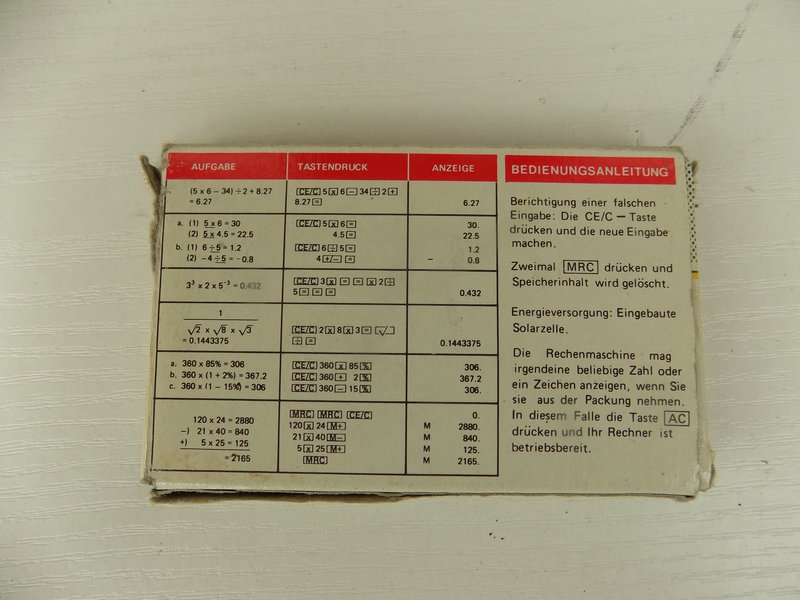 AUFGABE TASTENDRUCK ANZEIGE
(5 x 6 − 34) ÷ 2 + 8.27 [CE/C] 5 [x] 6 [−] 34 [÷] 2 [+]
= 6.27 8.27 [=] 6.27
a. (1) 5 x 6 = 30 [CE/C] 5 [x] 6 [=] 30.
(2) 5 x 4.5 = 22.5 4.5 [=] 22.5
b. (1) 6 ÷ 5 = 1.2 [CE/C] 6 [÷] 5 [=] 1.2
(2) −4 ÷ 5 = −0.8 4 [+/−] [=] − 0.8
3³ x 2 x 5⁻³ = 0.432 [CE/C] 3 [x] [=] [=] [x] 2 [÷]
5 [=] [=] [=] 0.432
1
√2 x √8 x √3 [CE/C] 2 [x] 8 [x] 3 [=] [√]
= 0.1443375 [÷] [=] 0.1443375
a. 360 x 85% = 306 [CE/C] 360 [x] 85 [%] 306.
b. 360 x (1 + 2%) = 367.2 [CE/C] 360 [+] 2 [%] 367.2
c. 360 x (1 − 15%) = 306 [CE/C] 360 [−] 15 [%] 306.
[MRC] [MRC] [CE/C] 0.
120 x 24 = 2880 120 [x] 24 [M+] M 2880.
−) 21 x 40 = 840 21 [x] 40 [M−] M 840.
+) 5 x 25 = 125 5 [x] 25 [M+] M 125.
= 2165 [MRC] M 2165.
BEDIENUNGSANLEITUNG
Berichtigung einer falschen
Eingabe: Die CE/C − Taste
drücken und die neue Eingabe
machen.
Zweimal [MRC] drücken und
Speicherinhalt wird gelöscht.
Energieversorgung: Eingebaute
Solarzelle.
Die Rechenmaschine mag
irgendeine beliebige Zahl oder
ein Zeichen anzeigen, wenn Sie
sie aus der Packung nehmen.
In diesem Falle die Taste [AC]
drücken und Ihr Rechner ist
betriebsbereit.